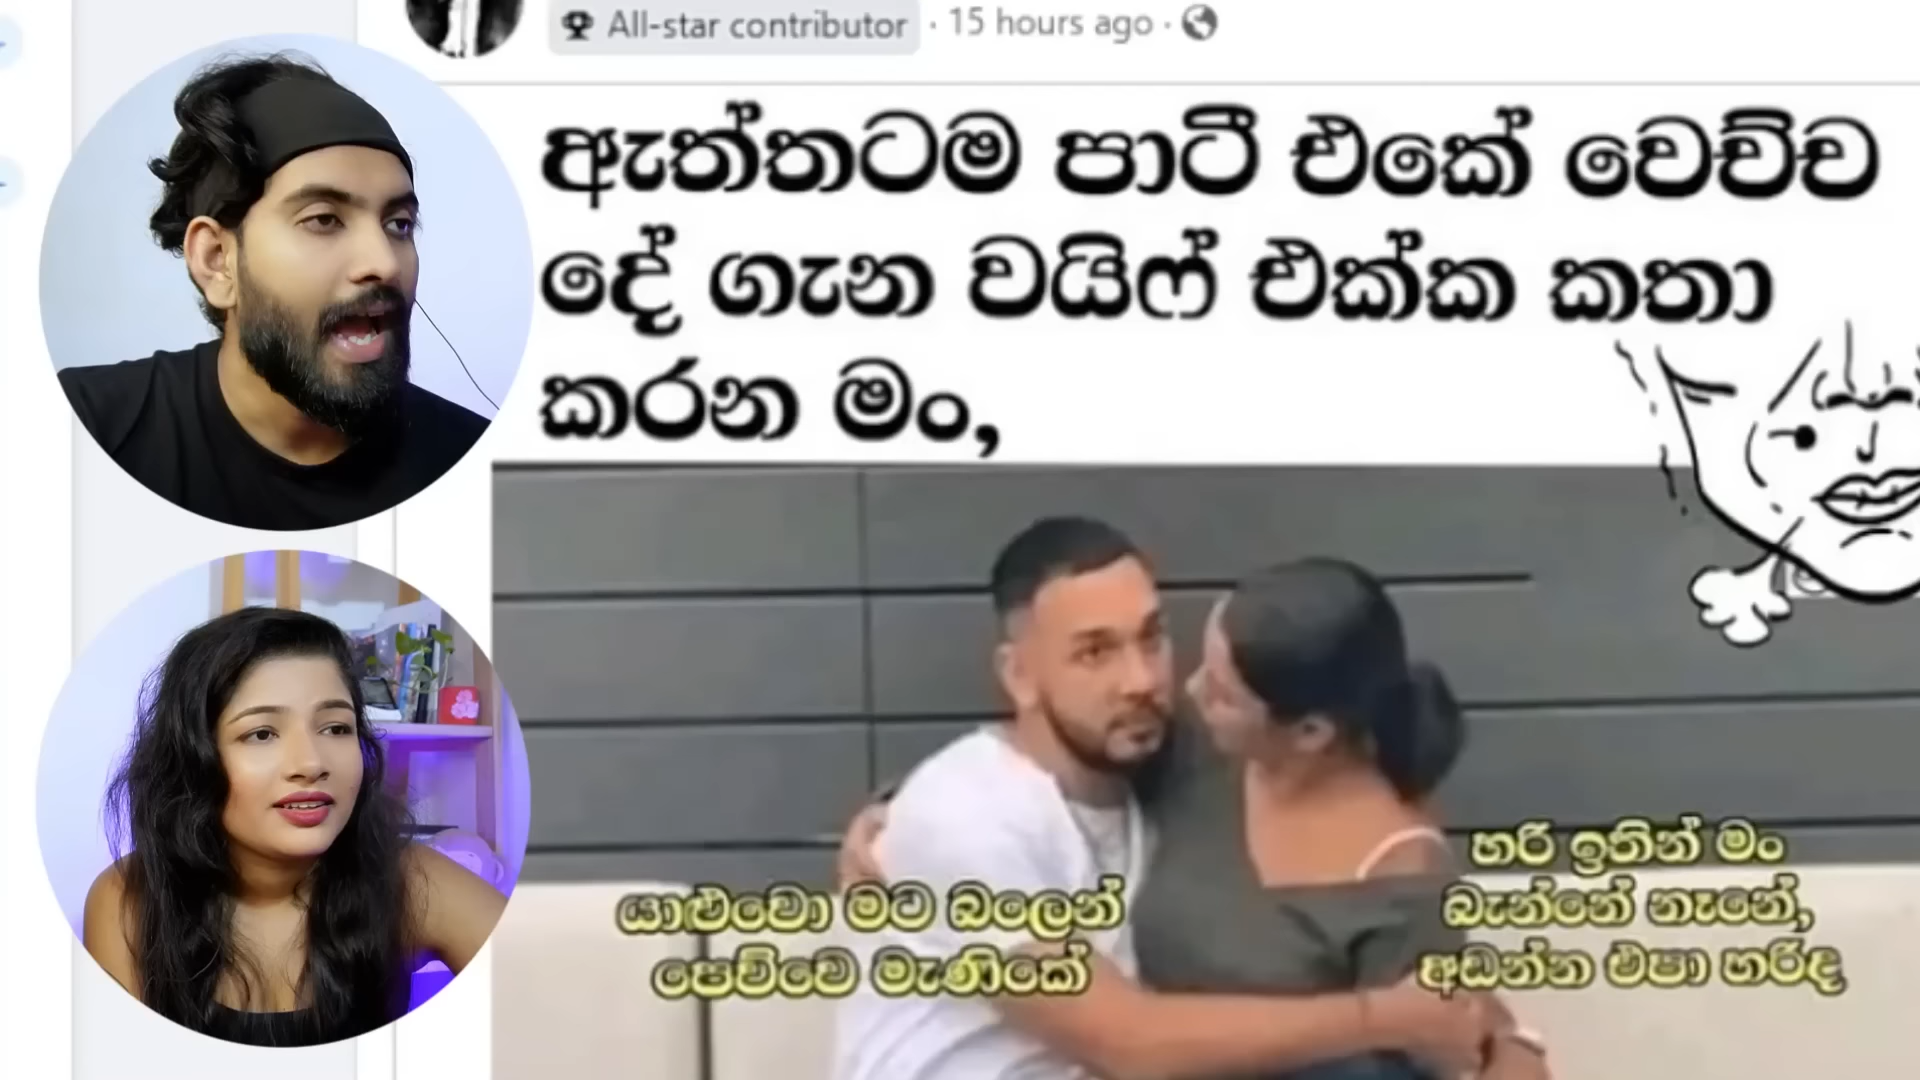 All-star contributor · 15 hours ago ·
ඇත්තටම පාටී එකේ වෙච්ච
දේ ගැන වයිෆ් එක්ක කතා
කරන මං,
යාළුවො මට බලෙන්
පෙව්වෙ මැණිකේ
හරි ඉතින් මං
බැන්නේ නෑනේ,
අඬන්න එපා හරිද